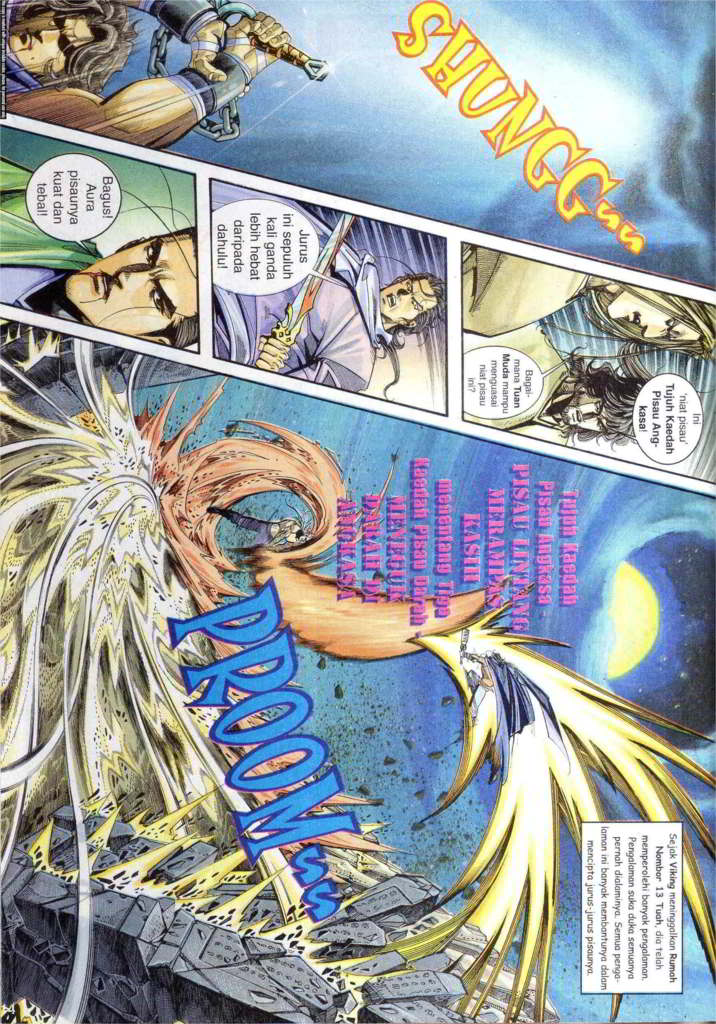 SHUNGG~~
Ini
'niat pisau'
Tujuh Kaedah
Pisau Ang-
kasa!
Bagai-
mana Tuan
Muda mampu
menguasai
niat pisau
ini?
Jurus
ini sepuluh
kali ganda
lebih hebat
daripada
dahulu!
Bagus!
Aura
pisaunya
kuat dan
tebal!
Tujuh Kaedah
Pisau Angkasa
PISAU LINTANG
MERAMPAS
KASIH
menentang Tiga
Kaedah Pisau Darah -
MENEGUK
DARAH DI
ANGKASA
PROOM~~
Sejak Viking meninggalkan Rumah
Nombor 13 Tuah, dia telah
memperolehi banyak pengalaman.
Pengalaman suka duka semuanya
pernah dialaminya. Semua penga-
laman ini banyak membantunya dalam
mencipta jurus-jurus pisaunya.